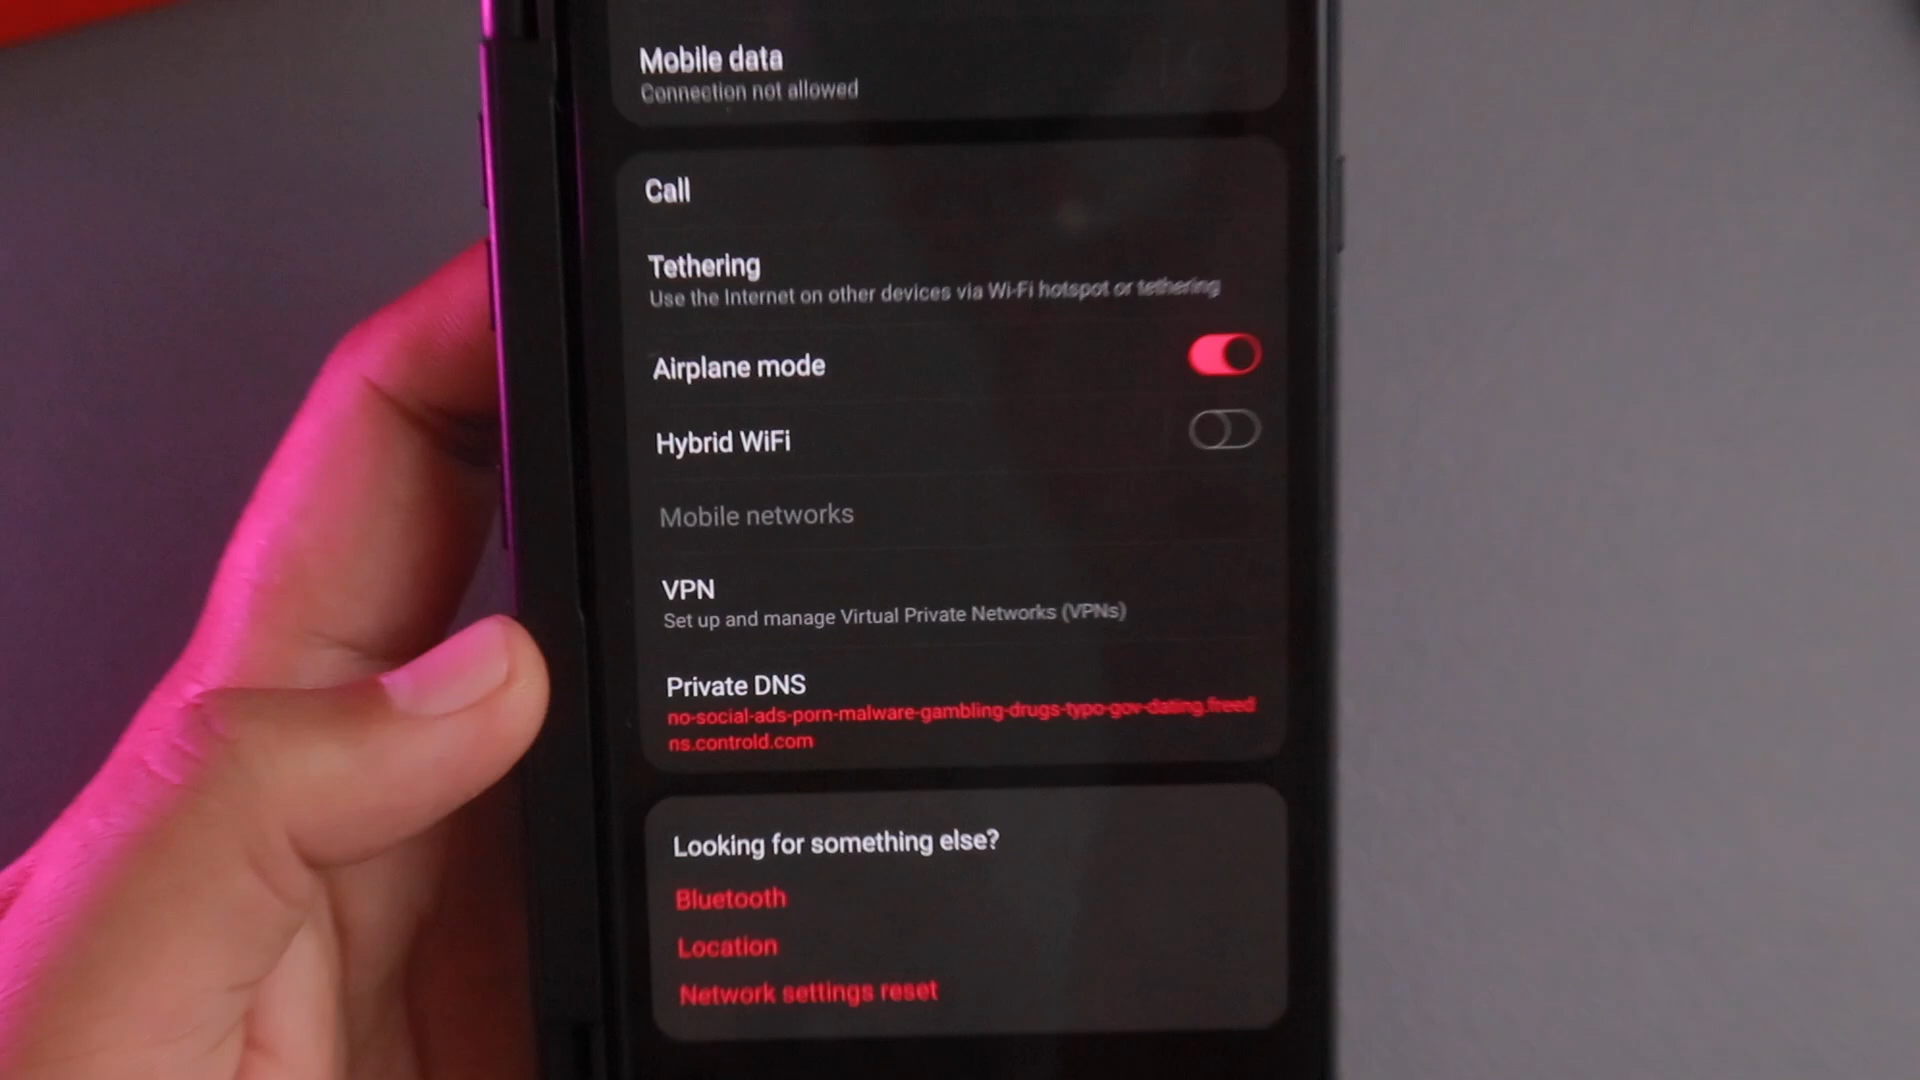 Mobile data
Connection not allowed
Call
Tethering
Use the Internet on other devices via Wi-Fi hotspot or tethering
Airplane mode
Hybrid WiFi
Mobile networks
VPN
Set up and manage Virtual Private Networks (VPNs)
Private DNS
no-social-ads-porn-malware-gambling-drugs-typo-gov-dating.freed
ns.controld.com
Looking for something else?
Bluetooth
Location
Network settings reset